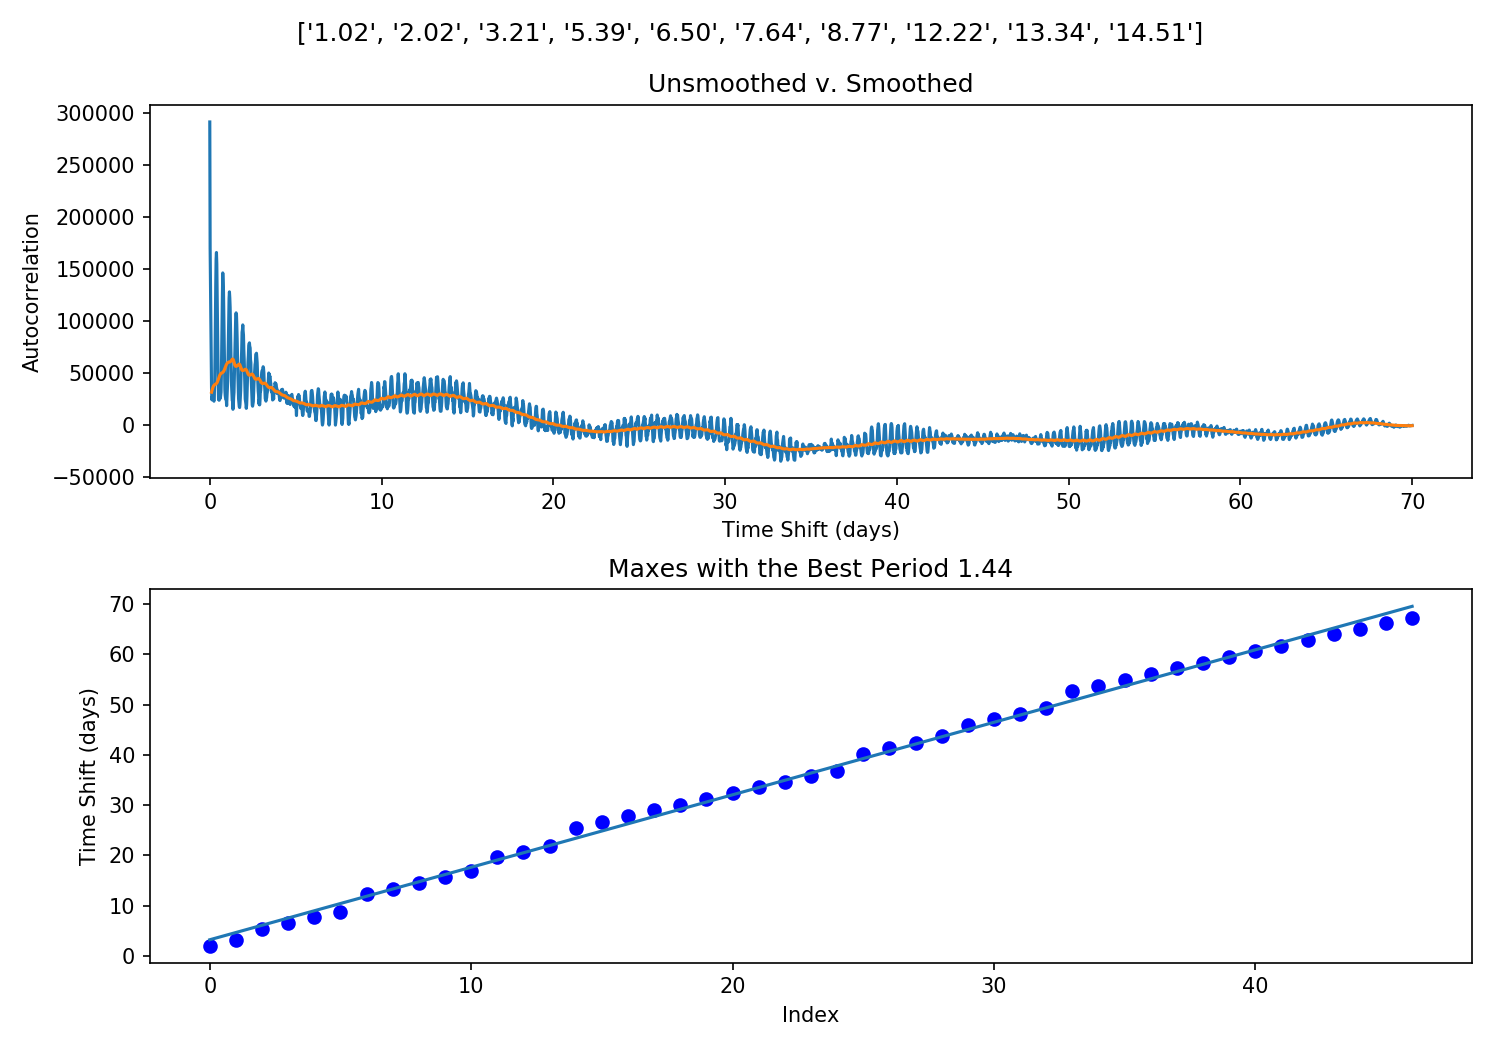 ['1.02', '2.02', '3.21', '5.39', '6.50', '7.64', '8.77', '12.22', '13.34', '14.51']
Unsmoothed v. Smoothed
300000
250000
200000
150000
100000
50000
0
−50000
Autocorrelation
0 10 20 30 40 50 60 70
Time Shift (days)
Maxes with the Best Period 1.44
70
60
50
40
30
20
10
0
Time Shift (days)
0 10 20 30 40
Index